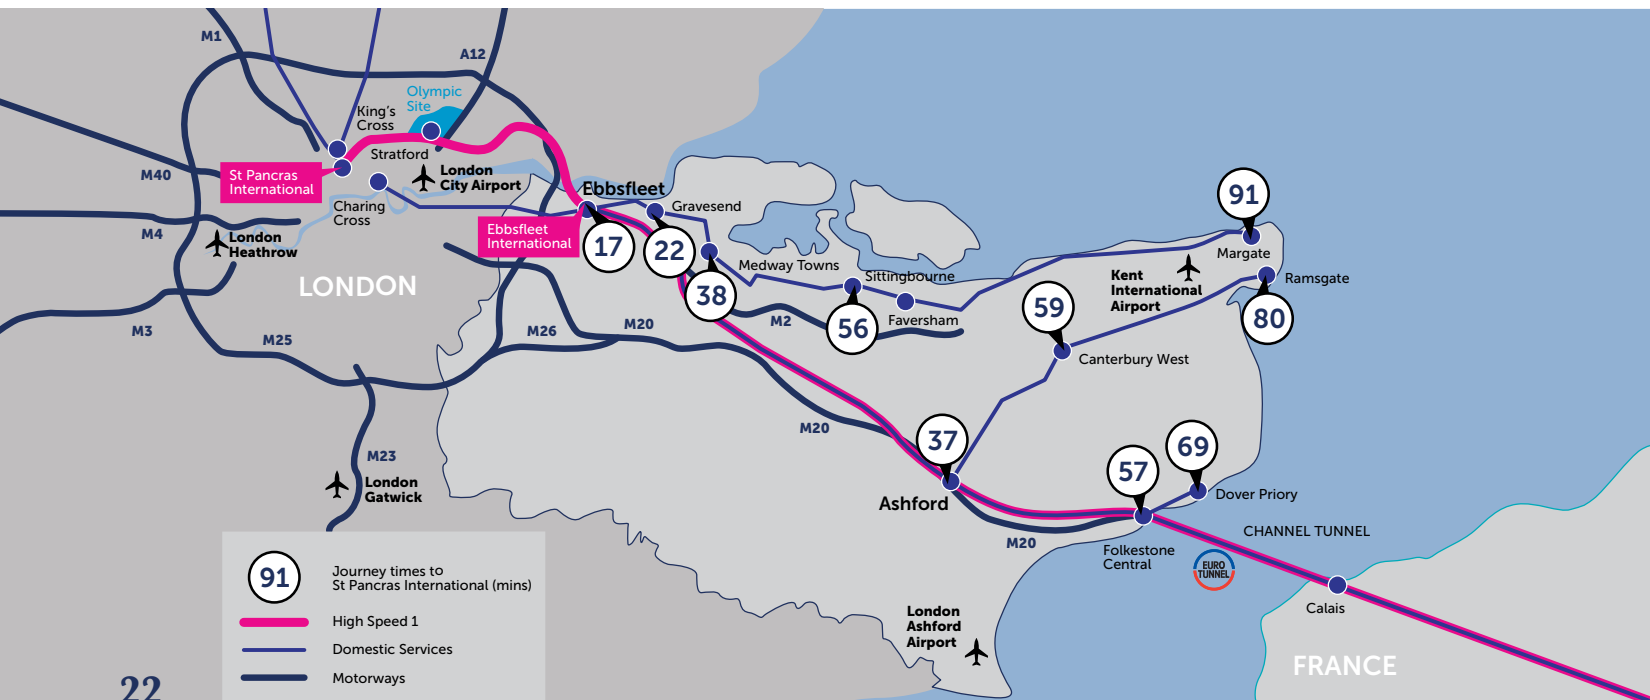 M1
A12
Olympic
Site
King's
Cross
Stratford
M40
St Pancras
International
London
City Airport
Charing
Cross
Ebbsfleet
Gravesend
91
M4
London
Heathrow
Ebbsfleet
International
17
22
38
Medway Towns
Sittingbourne
Margate
Kent
International
Airport
Ramsgate
LONDON
M3
M25
M26
M20
M2
56
Faversham
59
80
Canterbury West
M20
37
M23
London
Gatwick
Ashford
57
69
Dover Priory
M20
CHANNEL TUNNEL
Folkestone
Central
EURO
TUNNEL
Calais
London
Ashford
Airport
FRANCE
91
Journey times to
St Pancras International (mins)
High Speed 1
Domestic Services
Motorways
22